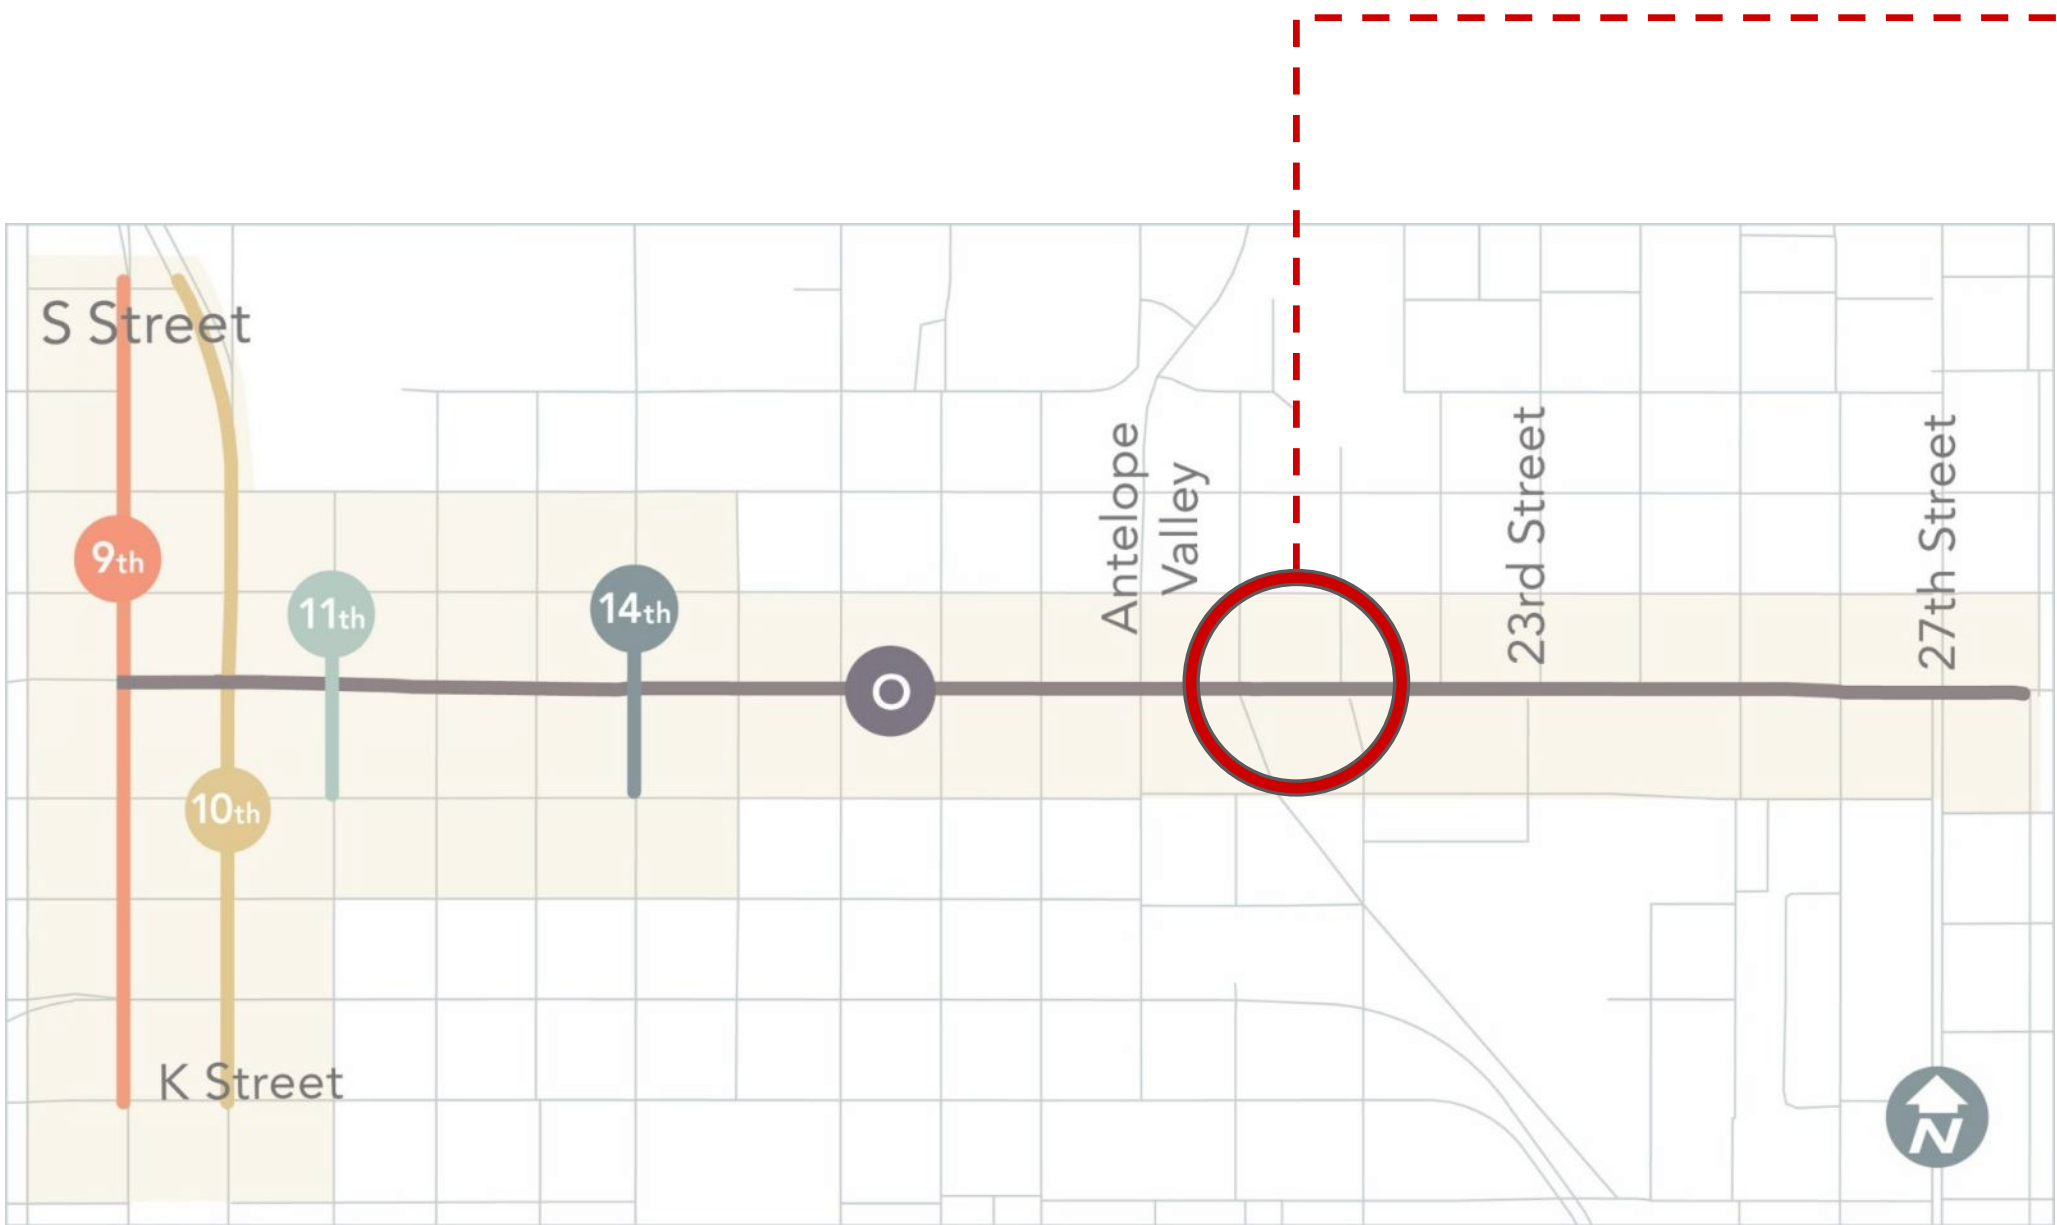 S Street
Antelope
Valley
23rd Street
27th Street
9th
11th
14th
O
10th
K Street
N